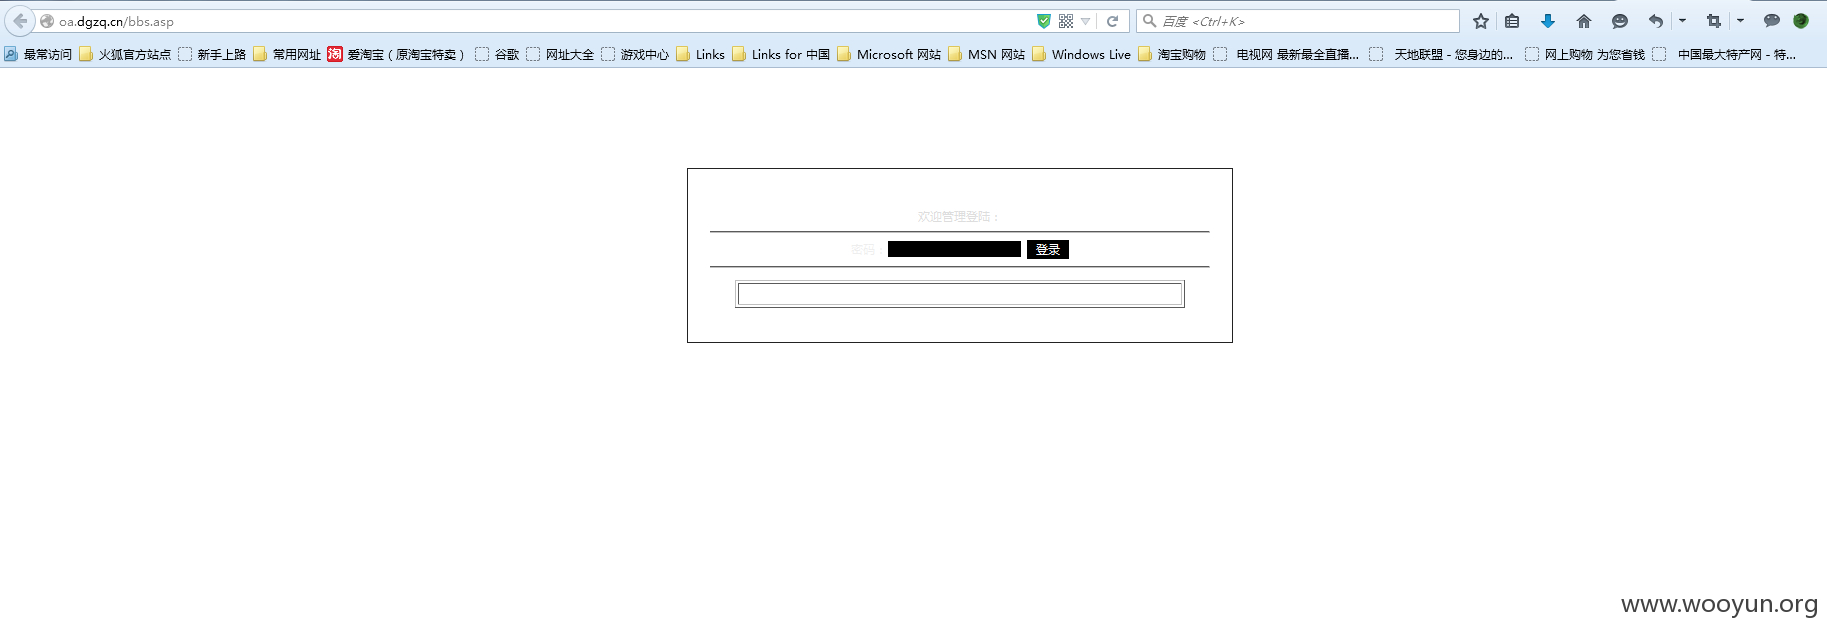 oa.dgzq.cn/bbs.asp
百度 <Ctrl+K>
最常访问 火狐官方站点 新手上路 常用网址 淘 爱淘宝（原淘宝特卖） 谷歌 网址大全 游戏中心 Links Links for 中国 Microsoft 网站 MSN 网站 Windows Live 淘宝购物 电视网 最新最全直播... 天地联盟 - 您身边的... 网上购物 为您省钱 中国最大特产网 - 特...
欢迎管理登陆：
密码： 登录
www.wooyun.org